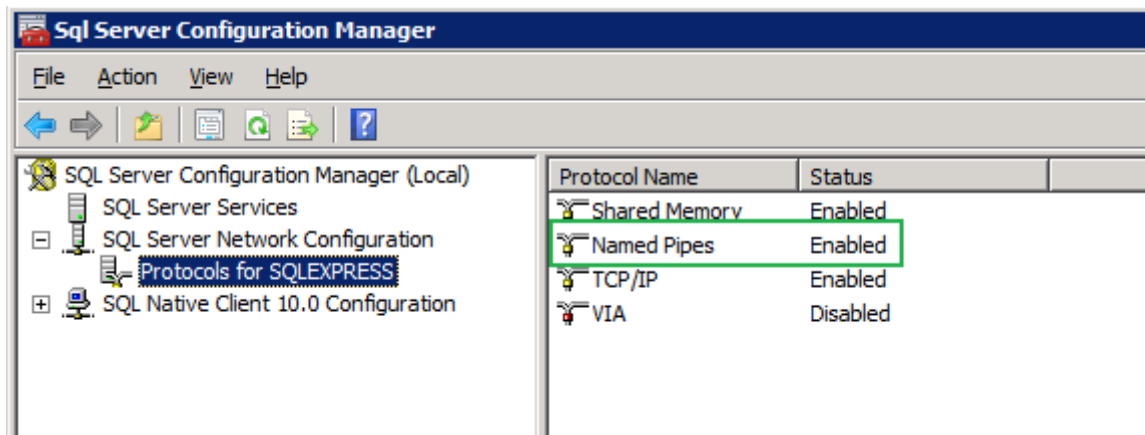 Sql Server Configuration Manager
File Action View Help
SQL Server Configuration Manager (Local)
SQL Server Services
SQL Server Network Configuration
Protocols for SQLEXPRESS
SQL Native Client 10.0 Configuration
Protocol Name Status
Shared Memory Enabled
Named Pipes Enabled
TCP/IP Enabled
VIA Disabled